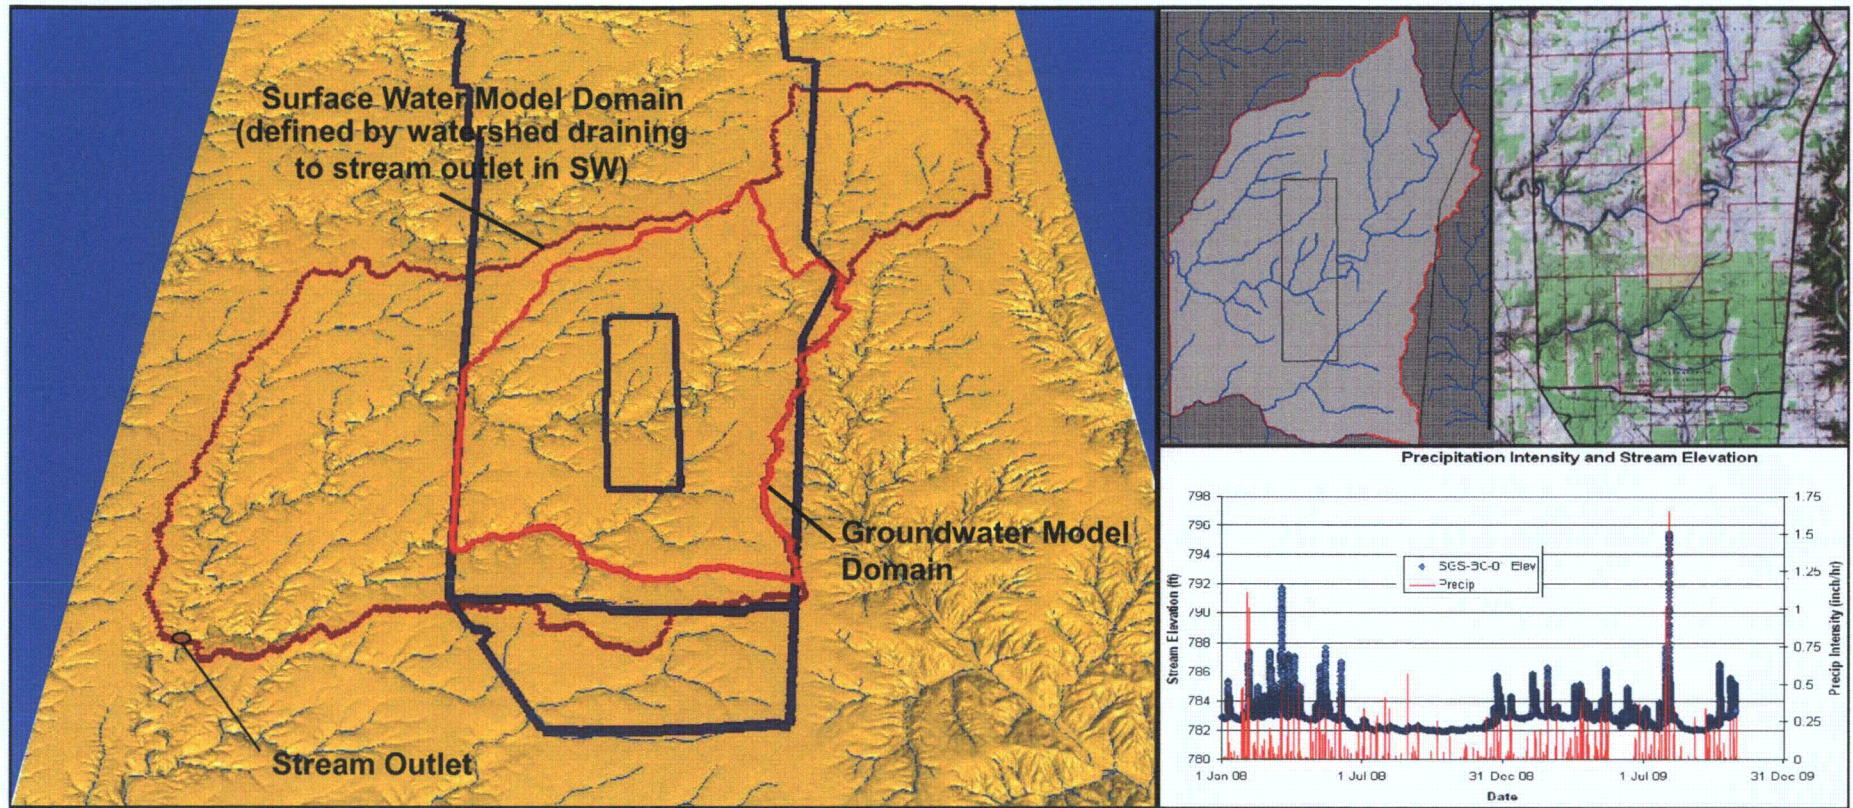 Surface Water Model Domain
(defined by watershed draining
to stream outlet in SW)
Groundwater Model
Domain
Stream Outlet
Precipitation Intensity and Stream Elevation
798
796
794
792
790
788
786
784
782
780
Stream Elevation (ft)
1.75
1.5
1.25
1
0.75
0.5
0.25
0
Precip Intensity (inch/hr)
Elev
Precip
1 Jan 08
1 Jul 08
31 Dec 08
1 Jul 09
31 Dec 09
Date